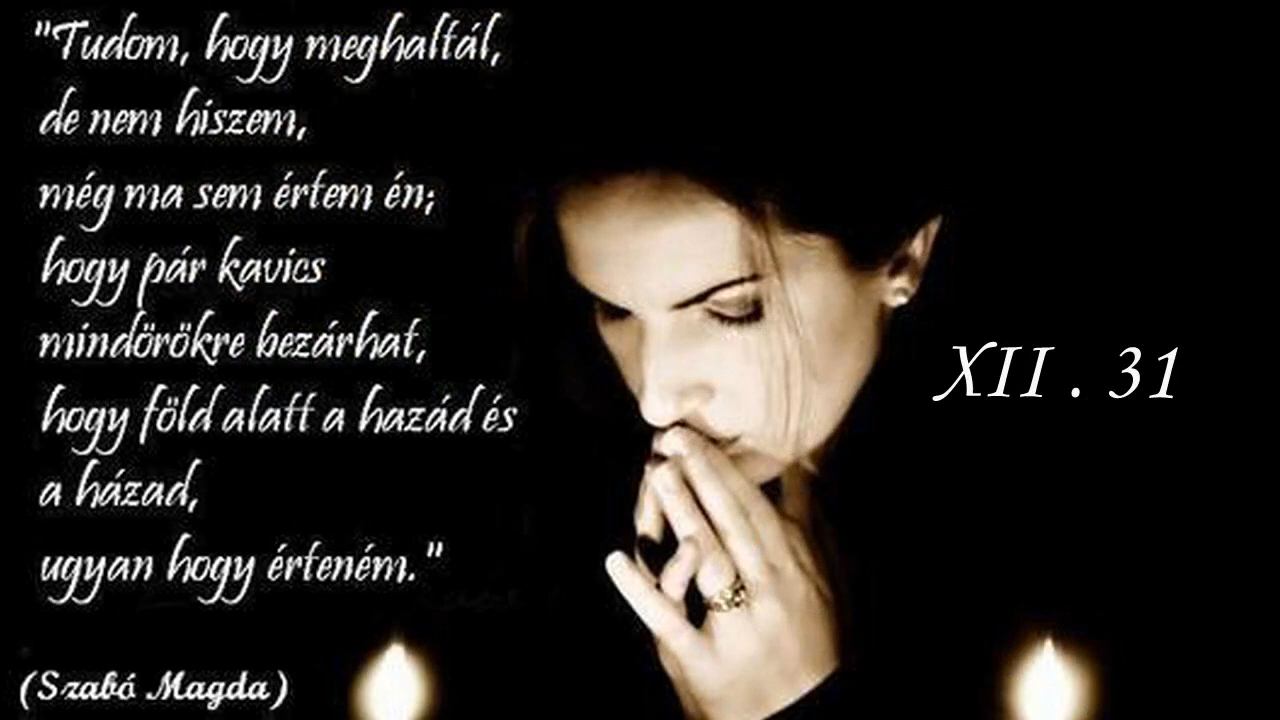 "Tudom, hogy meghaltál,
de nem hiszem,
még ma sem értem én;
hogy pár kavics
mindörökre bezárhat,
hogy föld alatt a hazád és
a házad,
ugyan hogy érteném."
(Szabó Magda)
XII . 31